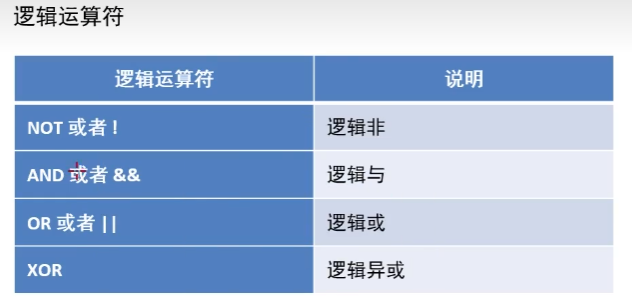 逻辑运算符
逻辑运算符 说明
NOT 或者 ! 逻辑非
AND 或者 && 逻辑与
OR 或者 || 逻辑或
XOR 逻辑异或